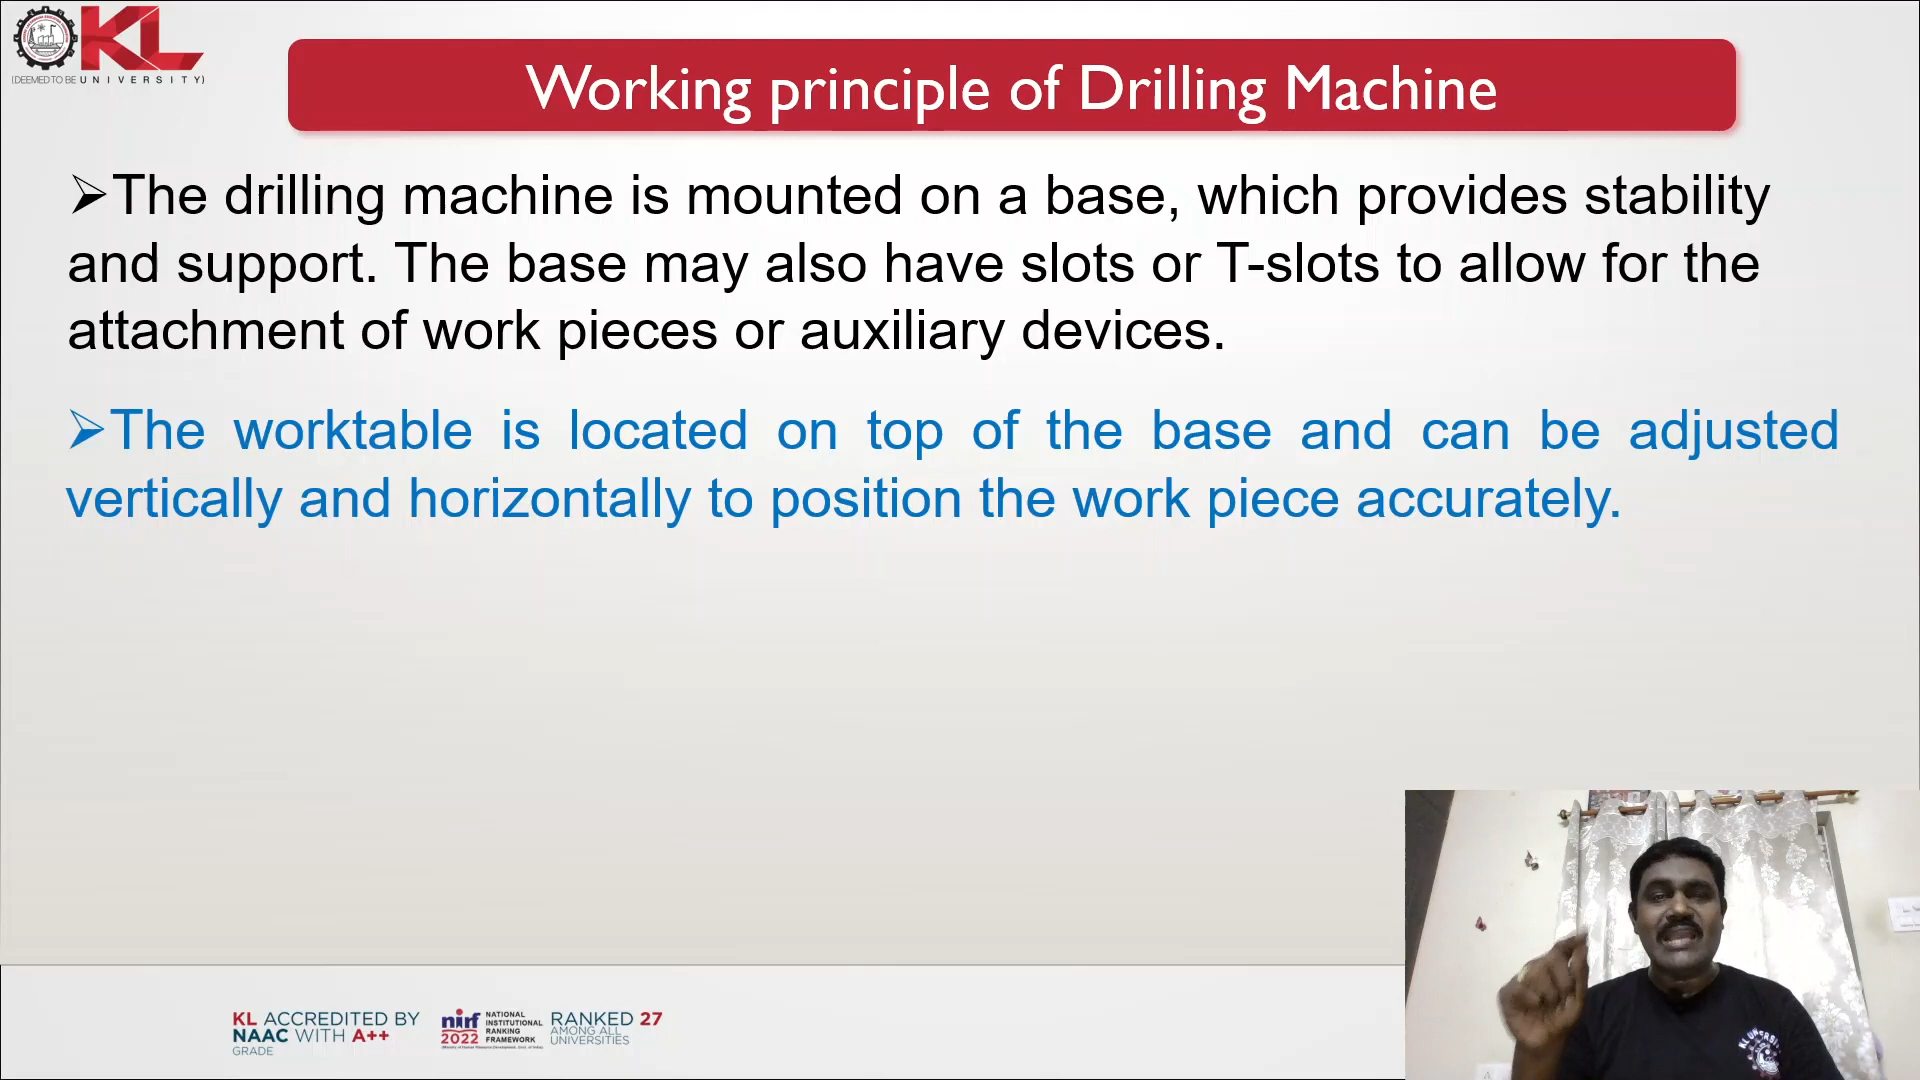 KL
(DEEMED TO BE UNIVERSITY)
Working principle of Drilling Machine
➢The drilling machine is mounted on a base, which provides stability
and support. The base may also have slots or T-slots to allow for the
attachment of work pieces or auxiliary devices.
➢The worktable is located on top of the base and can be adjusted
vertically and horizontally to position the work piece accurately.
KL ACCREDITED BY
NAAC WITH A++
GRADE
nirf
2022
NATIONAL
INSTITUTIONAL
RANKING
FRAMEWORK
RANKED 27
AMONG ALL
UNIVERSITIES